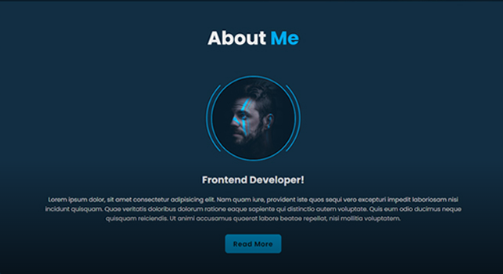 About Me
Frontend Developer!
Lorem ipsum dolor, sit amet consectetur adipisicing elit. Nam quam iure, provident iste quos sequi vero excepturi impedit laboriosam nisi
incidunt quisquam. Quae veritatis doloribus dolorum ratione eaque sapiente qui distinctio autem voluptate. Quis eum odio ducimus neque
quisquam reiciendis. Ut animi accusamus quaerat labore beatae repellat, nisi mollitia voluptatem.
Read More